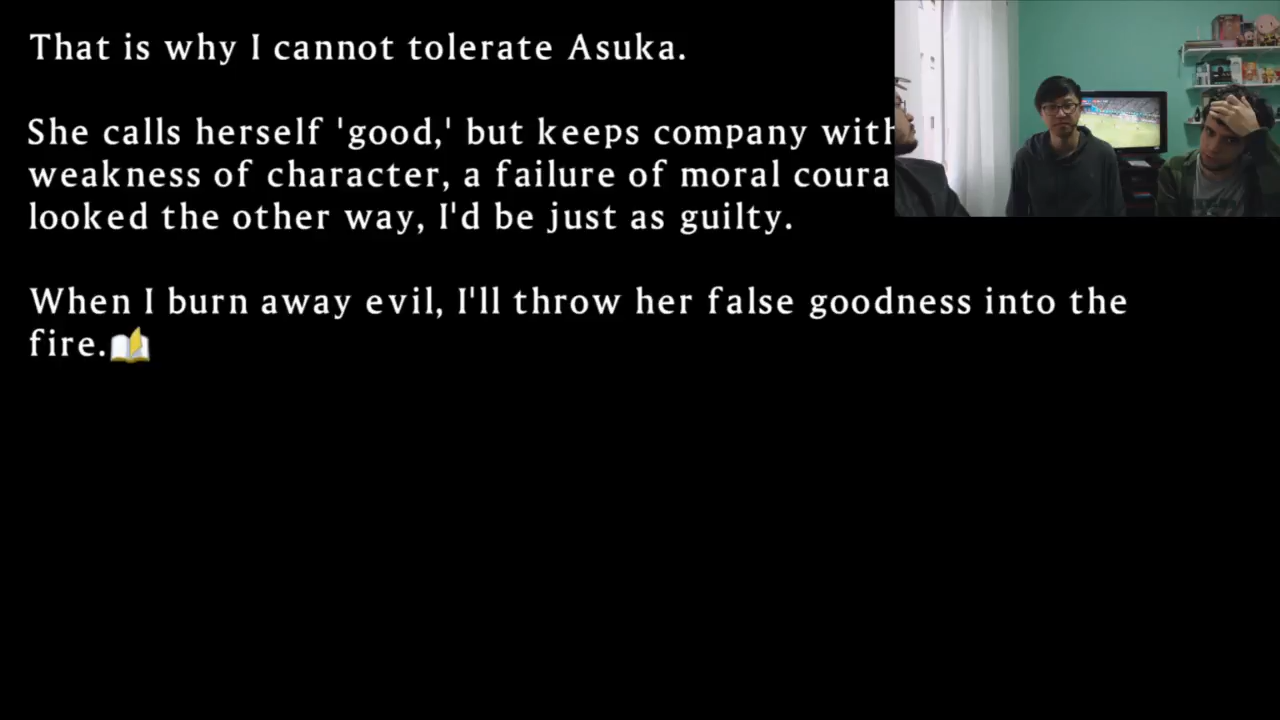 That is why I cannot tolerate Asuka.
She calls herself 'good,' but keeps company with
weakness of character, a failure of moral
looked the other way, I'd be just as guilty.
When I burn away evil, I'll throw her false goodness into the
fire.